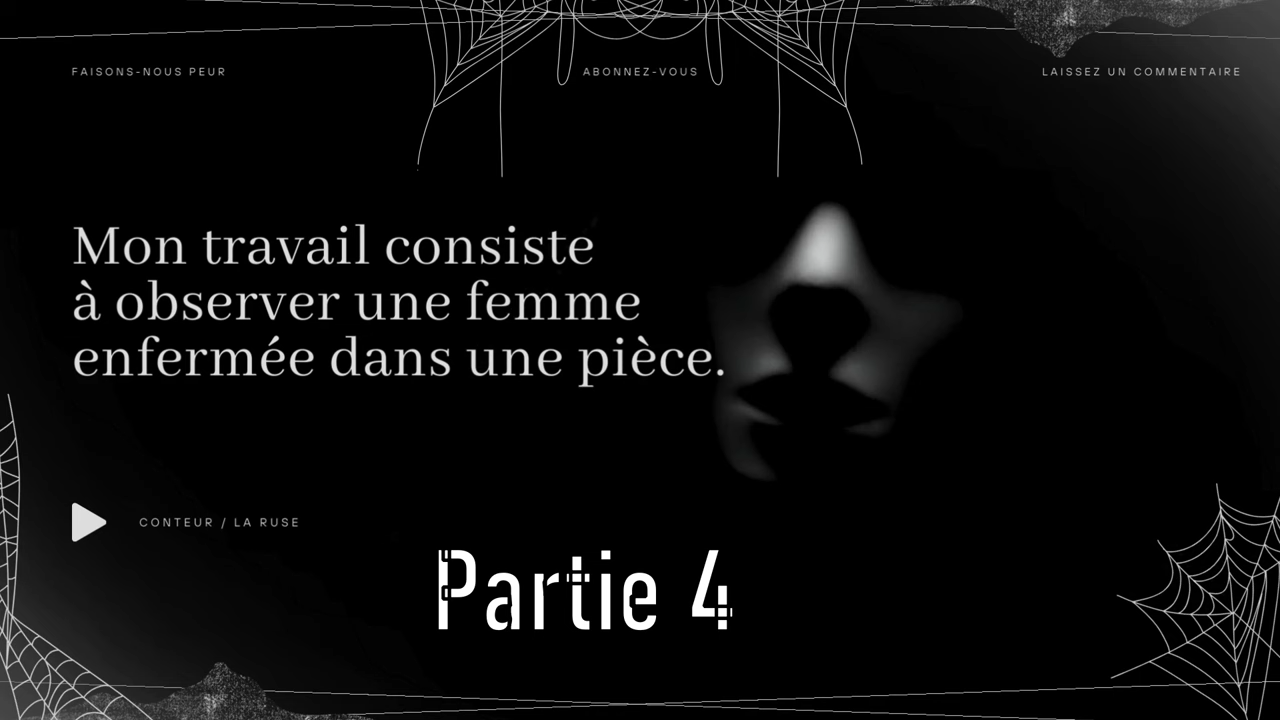 FAISONS-NOUS PEUR
ABONNEZ-VOUS
LAISSEZ UN COMMENTAIRE
Mon travail consiste
à observer une femme
enfermée dans une pièce.
CONTEUR / LA RUSE
Partie 4